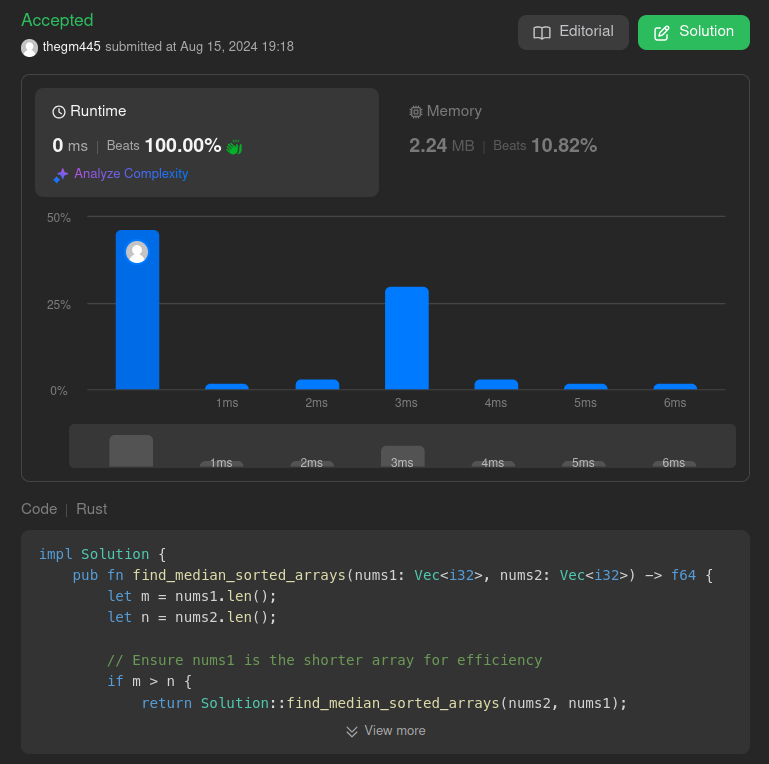 Accepted
Editorial
Solution
thegm445 submitted at Aug 15, 2024 19:18
Runtime
Memory
0 ms | Beats 100.00%
2.24 MB | Beats 10.82%
Analyze Complexity
50%
25%
0%
1ms 2ms 3ms 4ms 5ms 6ms
1ms 2ms 3ms 4ms 5ms 6ms
Code | Rust
impl Solution {
    pub fn find_median_sorted_arrays(nums1: Vec<i32>, nums2: Vec<i32>) -> f64 {
        let m = nums1.len();
        let n = nums2.len();
        // Ensure nums1 is the shorter array for efficiency
        if m > n {
            return Solution::find_median_sorted_arrays(nums2, nums1);
View more